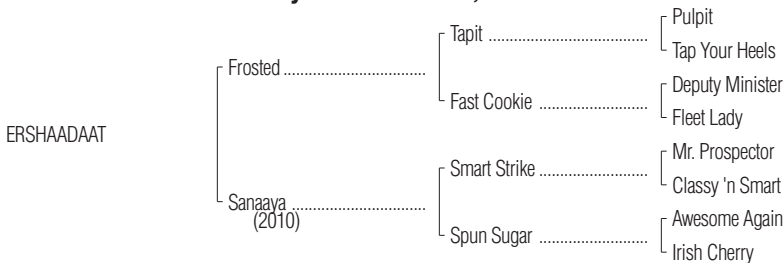 Pulpit
Tapit ........................................
Tap Your Heels
Frosted ....................................
Deputy Minister
Fast Cookie ...........................
Fleet Lady
ERSHAADAAT
Mr. Prospector
Smart Strike ...........................
Classy 'n Smart
Sanaaya ..................................
(2010)
Awesome Again
Spun Sugar ...........................
Irish Cherry